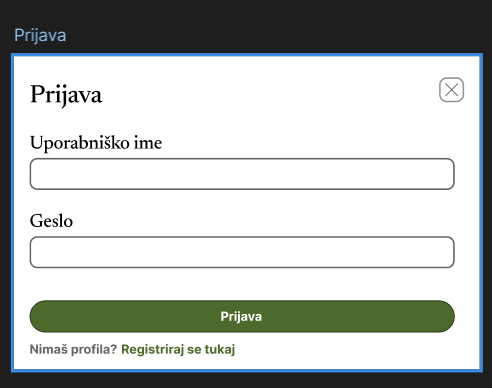 Prijava
Prijava
Uporabniško ime
Geslo
Prijava
Nimaš profila? Registriraj se tukaj